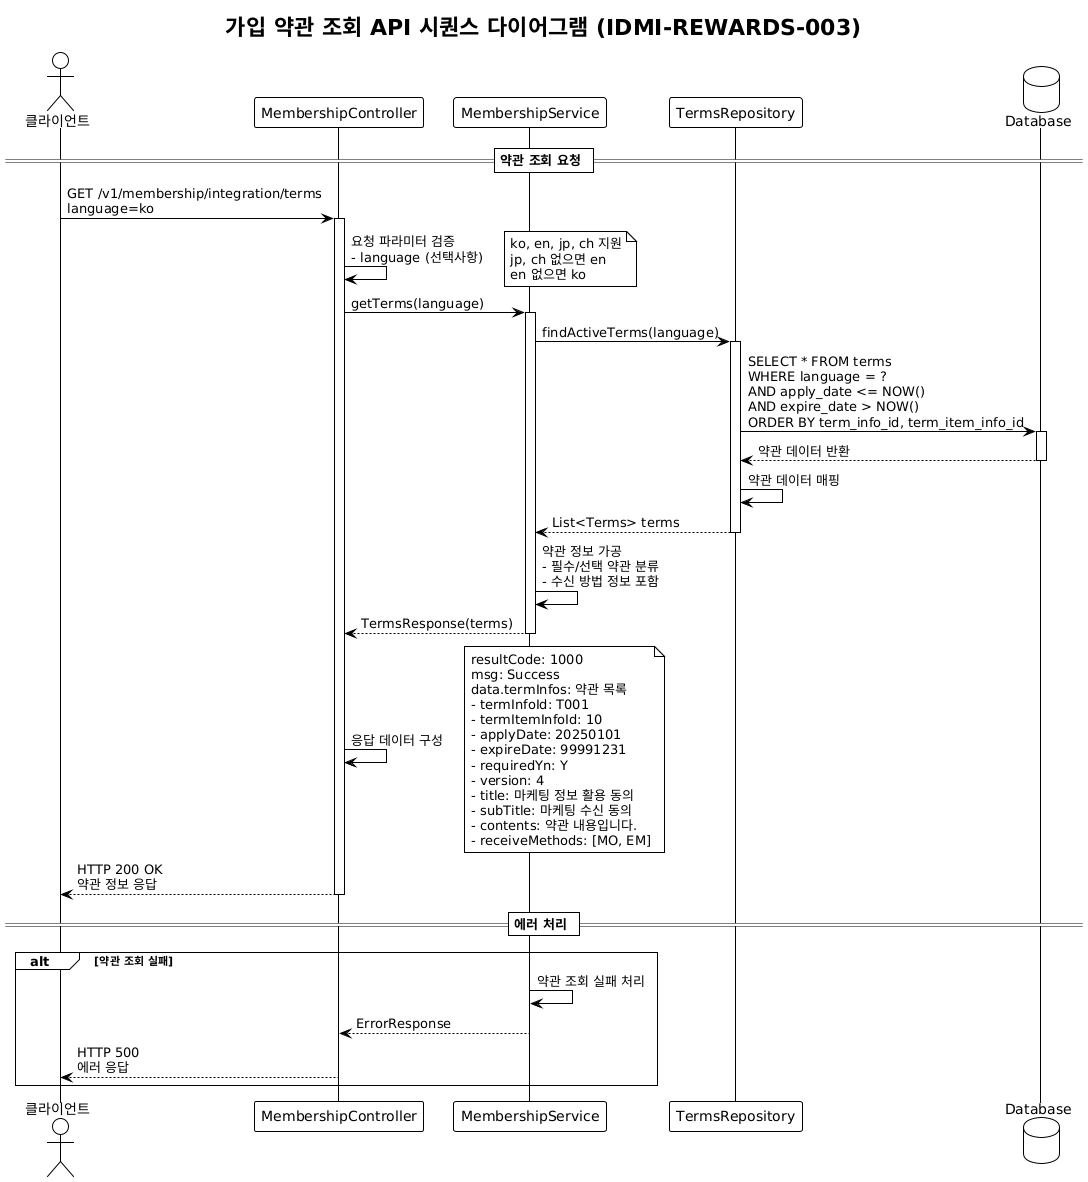 가입 약관 조회 API 시퀀스 다이어그램 (IDMI-REWARDS-003)
클라이언트
MembershipController
MembershipService
TermsRepository
Database
약관 조회 요청
GET /v1/membership/integration/terms
language=ko
요청 파라미터 검증
- language (선택사항)
ko, en, jp, ch 지원
jp, ch 없으면 en
en 없으면 ko
getTerms(language)
findActiveTerms(language)
SELECT * FROM terms
WHERE language = ?
AND apply_date <= NOW()
AND expire_date > NOW()
ORDER BY term_info_id, term_item_info_id
약관 데이터 반환
약관 데이터 매핑
List<Terms> terms
약관 정보 가공
- 필수/선택 약관 분류
- 수신 방법 정보 포함
TermsResponse(terms)
응답 데이터 구성
resultCode: 1000
msg: Success
data.termInfos: 약관 목록
- termInfoId: T001
- termItemInfoId: 10
- applyDate: 20250101
- expireDate: 99991231
- requiredYn: Y
- version: 4
- title: 마케팅 정보 활용 동의
- subTitle: 마케팅 수신 동의
- contents: 약관 내용입니다.
- receiveMethods: [MO, EM]
HTTP 200 OK
약관 정보 응답
에러 처리
alt
[약관 조회 실패]
약관 조회 실패 처리
ErrorResponse
HTTP 500
에러 응답
클라이언트
MembershipController
MembershipService
TermsRepository
Database